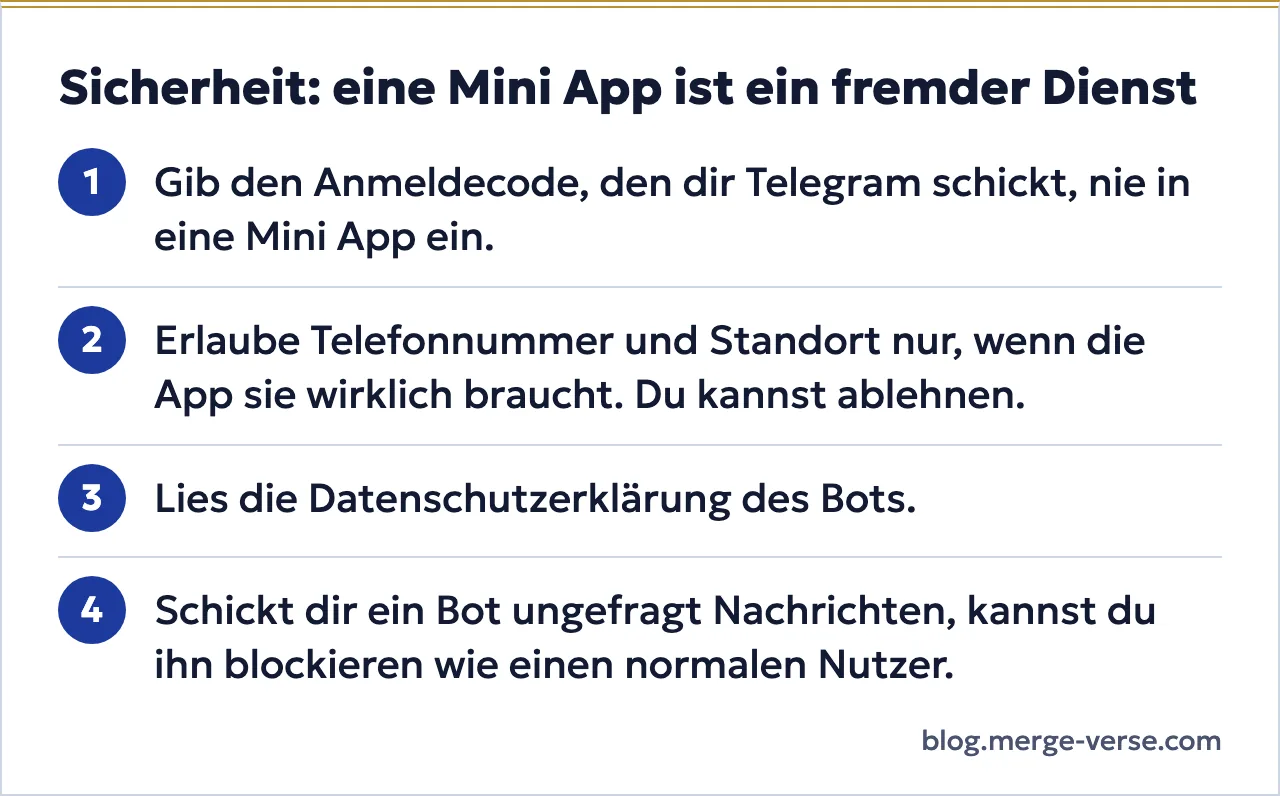 Sicherheit: eine Mini App ist ein fremder Dienst
1
Gib den Anmeldecode, den dir Telegram schickt, nie in
eine Mini App ein.
2
Erlaube Telefonnummer und Standort nur, wenn die
App sie wirklich braucht. Du kannst ablehnen.
3
Lies die Datenschutzerklärung des Bots.
4
Schickt dir ein Bot ungefragt Nachrichten, kannst du
ihn blockieren wie einen normalen Nutzer.
blog.merge-verse.com